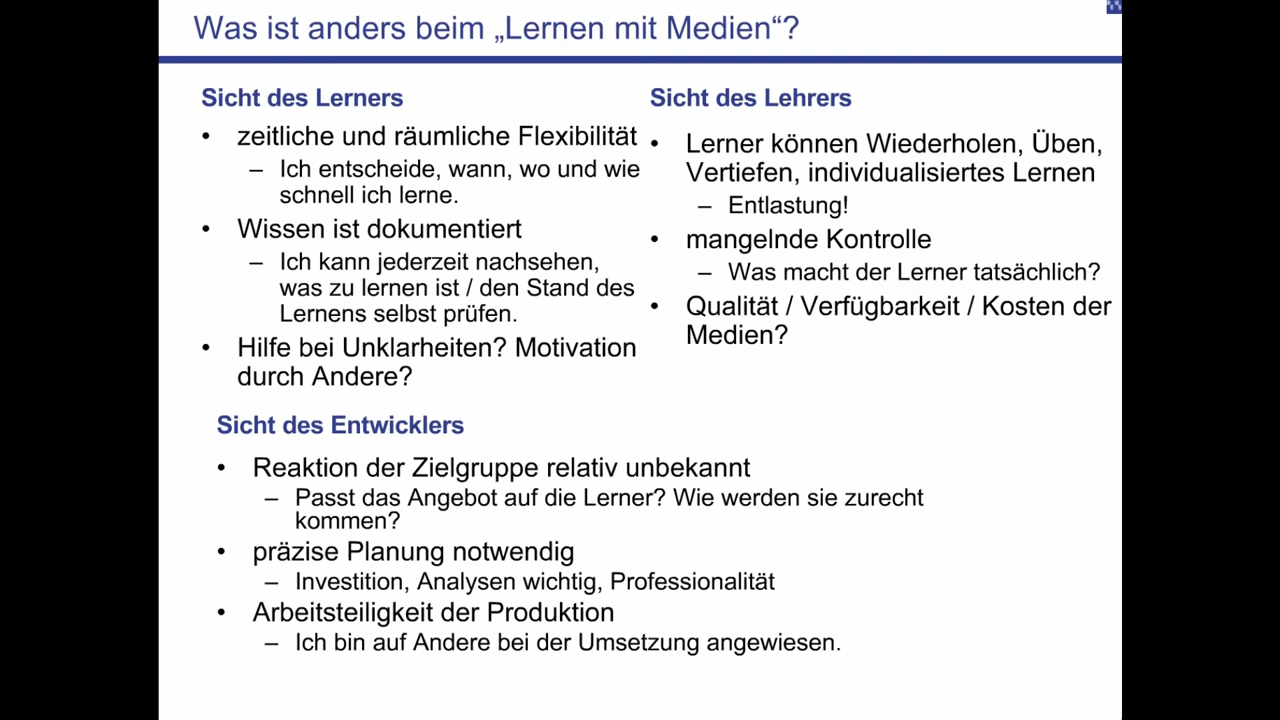 Was ist anders beim „Lernen mit Medien“?
Sicht des Lerners
• zeitliche und räumliche Flexibilität
– Ich entscheide, wann, wo und wie
schnell ich lerne.
• Wissen ist dokumentiert
– Ich kann jederzeit nachsehen,
was zu lernen ist / den Stand des
Lernens selbst prüfen.
• Hilfe bei Unklarheiten? Motivation
durch Andere?
Sicht des Lehrers
• Lerner können Wiederholen, Üben,
Vertiefen, individualisiertes Lernen
– Entlastung!
• mangelnde Kontrolle
– Was macht der Lerner tatsächlich?
• Qualität / Verfügbarkeit / Kosten der
Medien?
Sicht des Entwicklers
• Reaktion der Zielgruppe relativ unbekannt
– Passt das Angebot auf die Lerner? Wie werden sie zurecht
kommen?
• präzise Planung notwendig
– Investition, Analysen wichtig, Professionalität
• Arbeitsteiligkeit der Produktion
– Ich bin auf Andere bei der Umsetzung angewiesen.